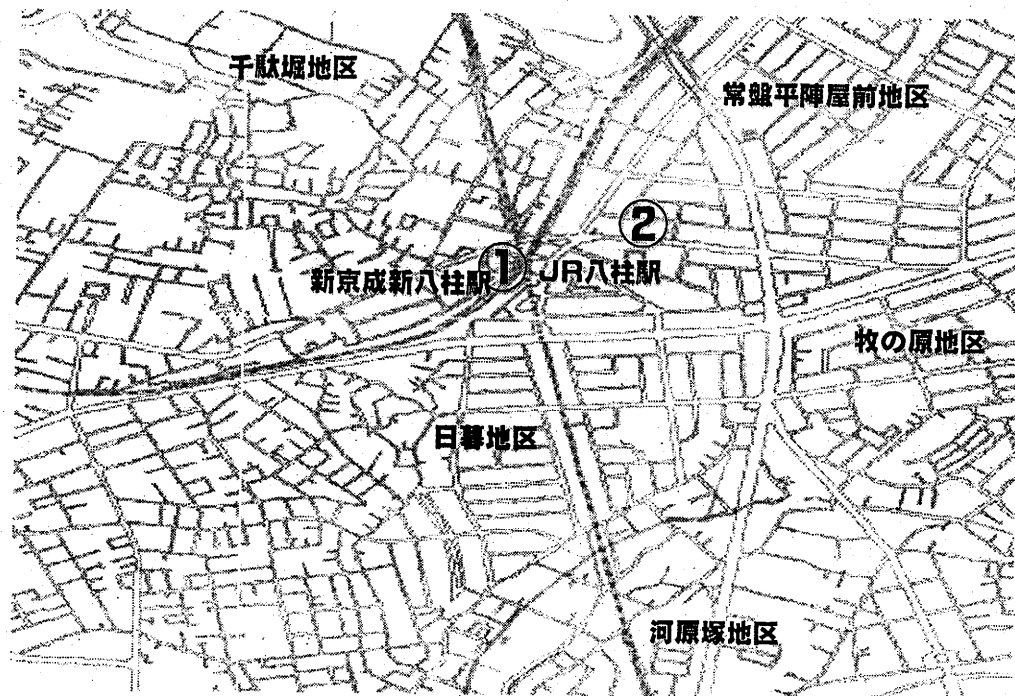 千駄堀地区
常盤平陣屋前地区
②
新京成新八柱駅
①
JR八柱駅
牧の原地区
日暮地区
河原塚地区